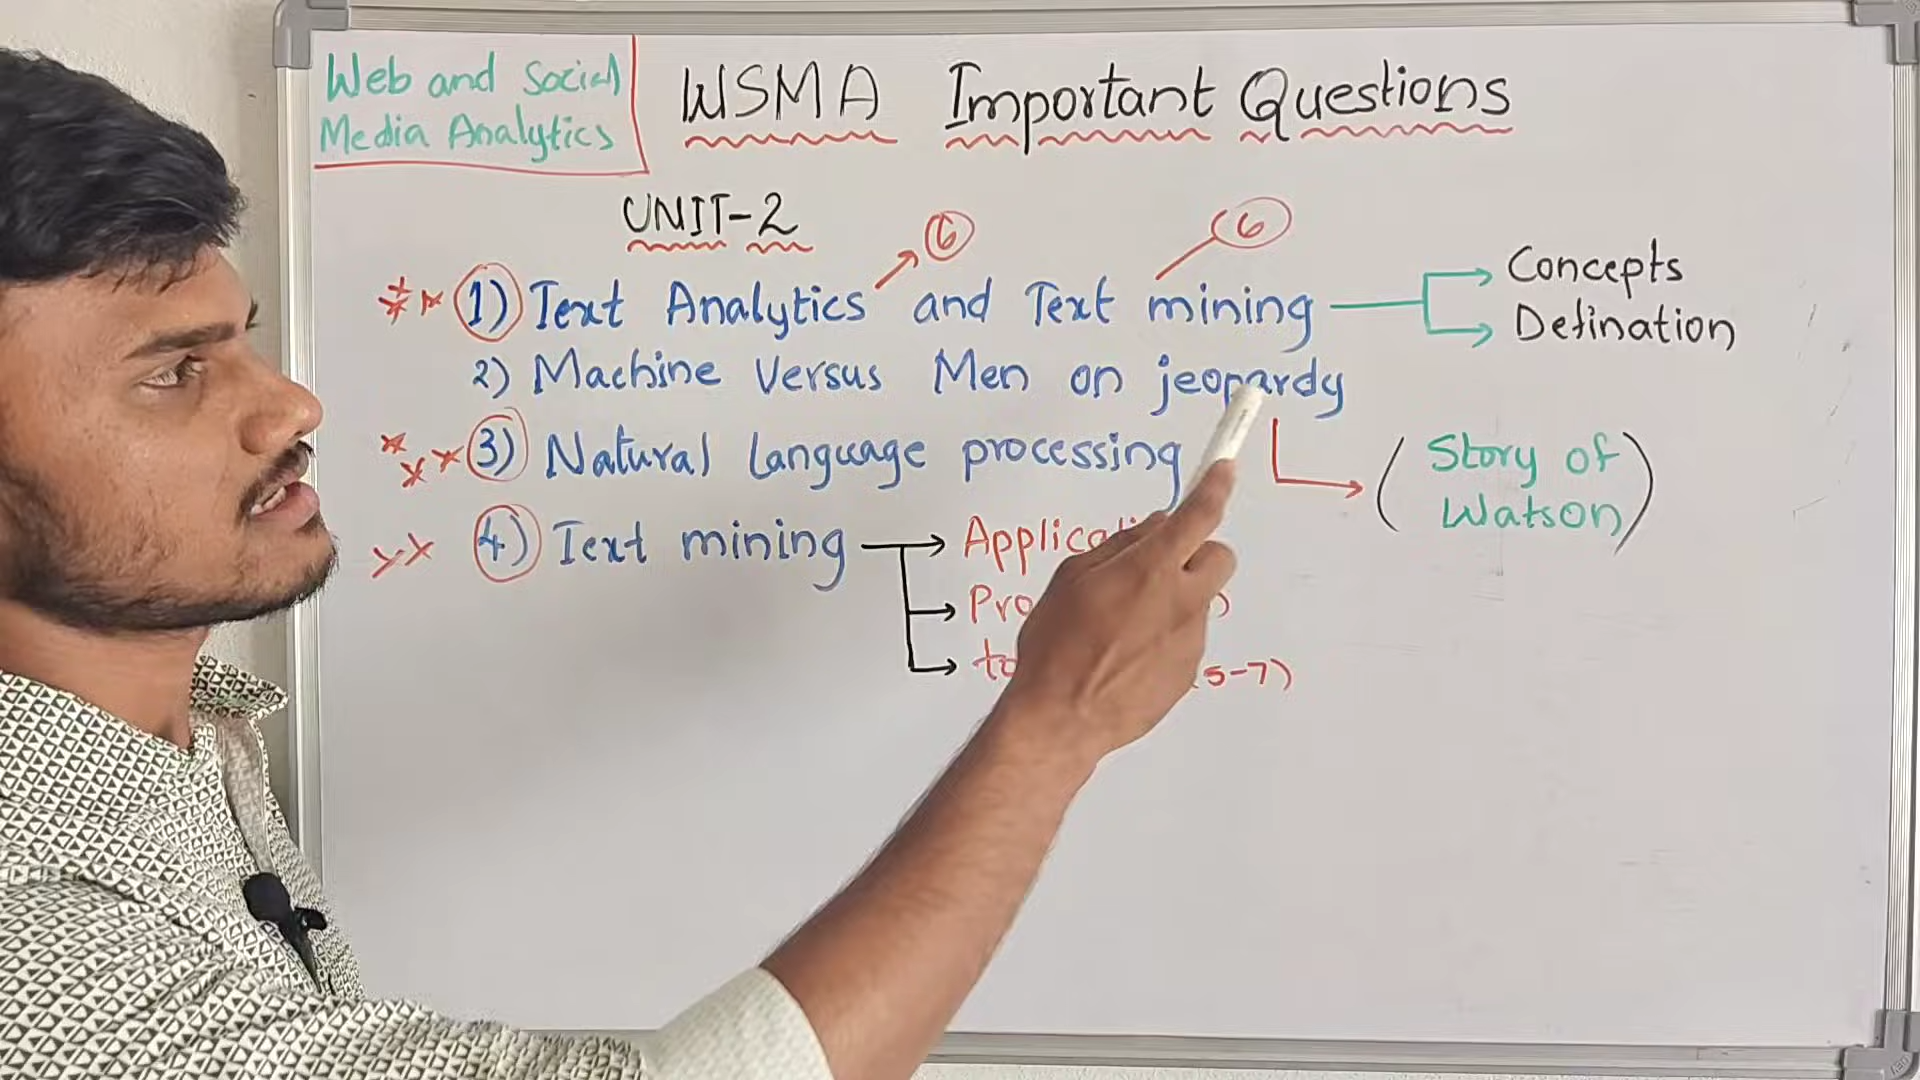 Web and Social
Media Analytics
WSMA Important Questions
UNIT-2
6
6
1) Text Analytics and Text mining
Concepts
Defination
2) Machine Versus Men on jeopardy
(Story of
Watson)
3) Natural language processing
4) Text mining
(5-7)